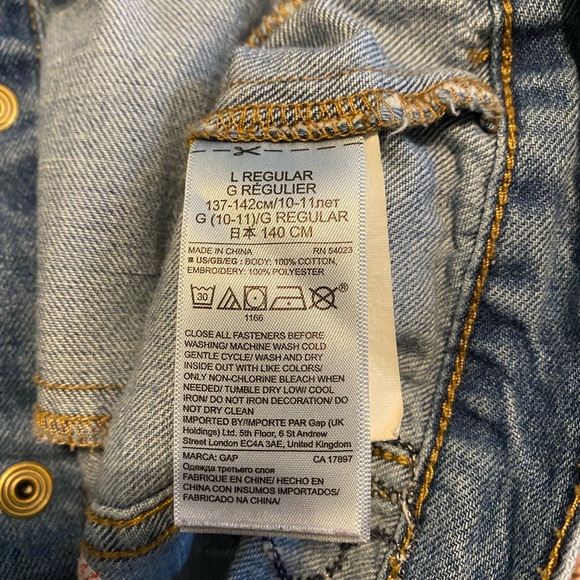 L REGULAR
G RÉGULIER
137-142см/10-11лет
G (10-11)/G REGULAR
日本 140 CM
MADE IN CHINA RN 54023
■ US/GB/EG : BODY: 100% COTTON,
EMBROIDERY: 100% POLYESTER
30
1166
CLOSE ALL FASTENERS BEFORE
WASHING/ MACHINE WASH COLD
GENTLE CYCLE/ WASH AND DRY
INSIDE OUT WITH LIKE COLORS/
ONLY NON-CHLORINE BLEACH WHEN
NEEDED/ TUMBLE DRY LOW/ COOL
IRON/ DO NOT IRON DECORATION/ DO
NOT DRY CLEAN
IMPORTED BY/IMPORTE PAR Gap (UK
Holdings) Ltd. 5th Floor, 6 St Andrew
Street London EC4A 3AE, United Kingdom
MARCA: GAP CA 17897
Одежда третьего слоя
FABRIQUE EN CHINE/ HECHO EN
CHINA CON INSUMOS IMPORTADOS/
FABRICADO NA CHINA/